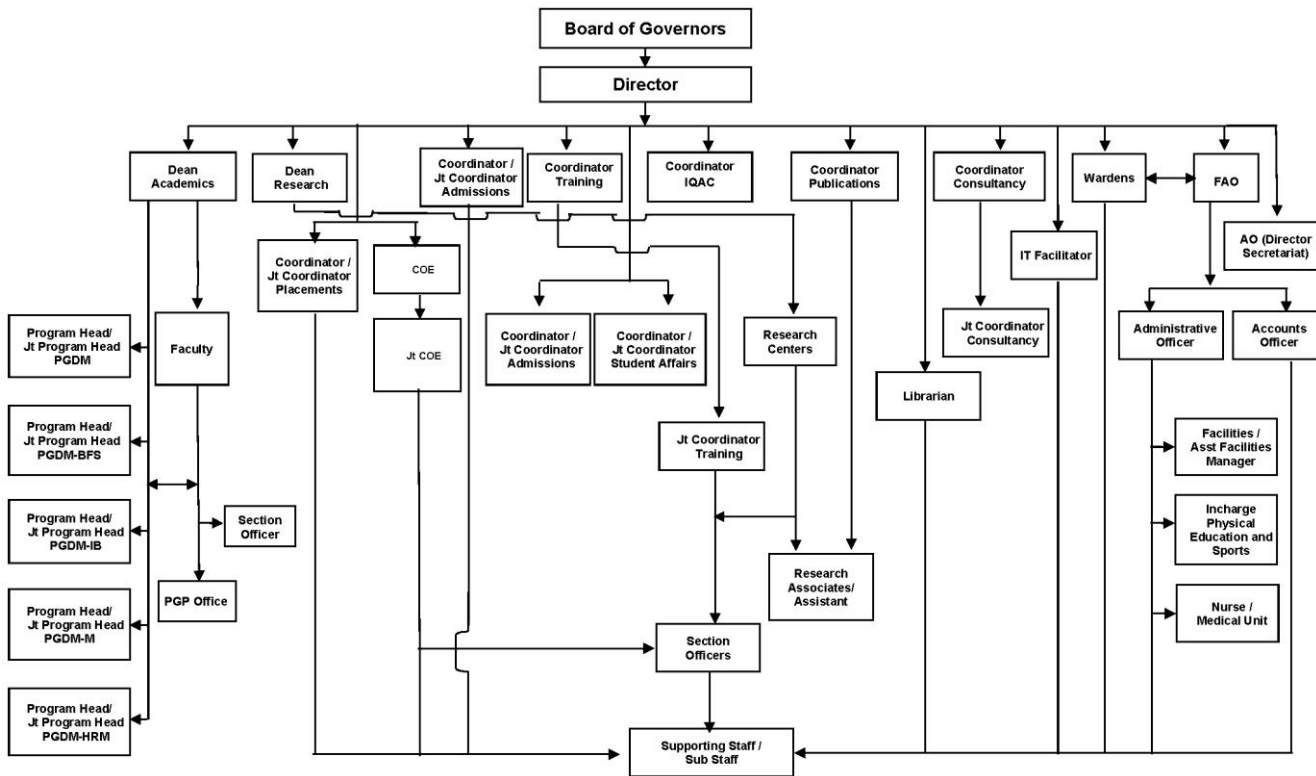 Board of Governors
Director
Dean
Academics
Dean
Research
Coordinator /
Jt Coordinator
Admissions
Coordinator
Training
Coordinator
IQAC
Coordinator
Publications
Coordinator
Consultancy
Wardens
FAO
Coordinator /
Jt Coordinator
Placements
COE
IT Facilitator
AO (Director
Secretariat)
Program Head/
Jt Program Head
PGDM
Faculty
Jt COE
Coordinator /
Jt Coordinator
Admissions
Coordinator /
Jt Coordinator
Student Affairs
Research
Centers
Jt Coordinator
Consultancy
Administrative
Officer
Accounts
Officer
Librarian
Program Head/
Jt Program Head
PGDM-BFS
Jt Coordinator
Training
Facilities /
Asst Facilities
Manager
Program Head/
Jt Program Head
PGDM-IB
Section
Officer
Incharge
Physical
Education and
Sports
PGP Office
Research
Associates/
Assistant
Program Head/
Jt Program Head
PGDM-M
Nurse /
Medical Unit
Section
Officers
Program Head/
Jt Program Head
PGDM-HRM
Supporting Staff /
Sub Staff